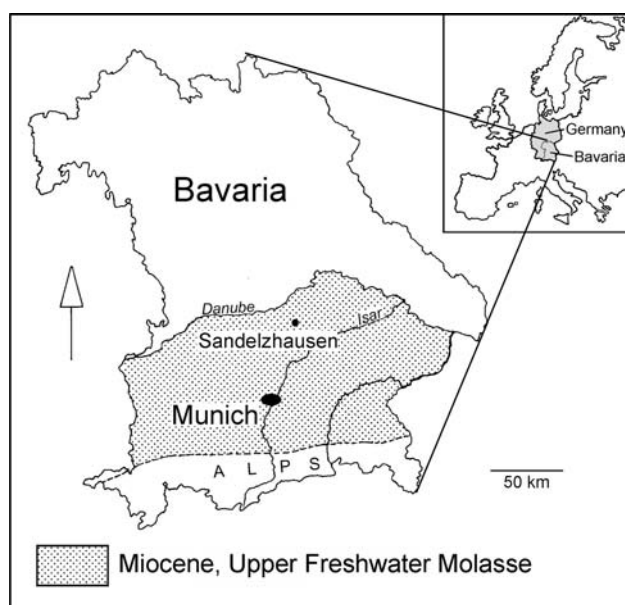 Germany
Bavaria
Bavaria
Danube
Isar
Sandelzhausen
Munich
A L P S
50 km
Miocene, Upper Freshwater Molasse